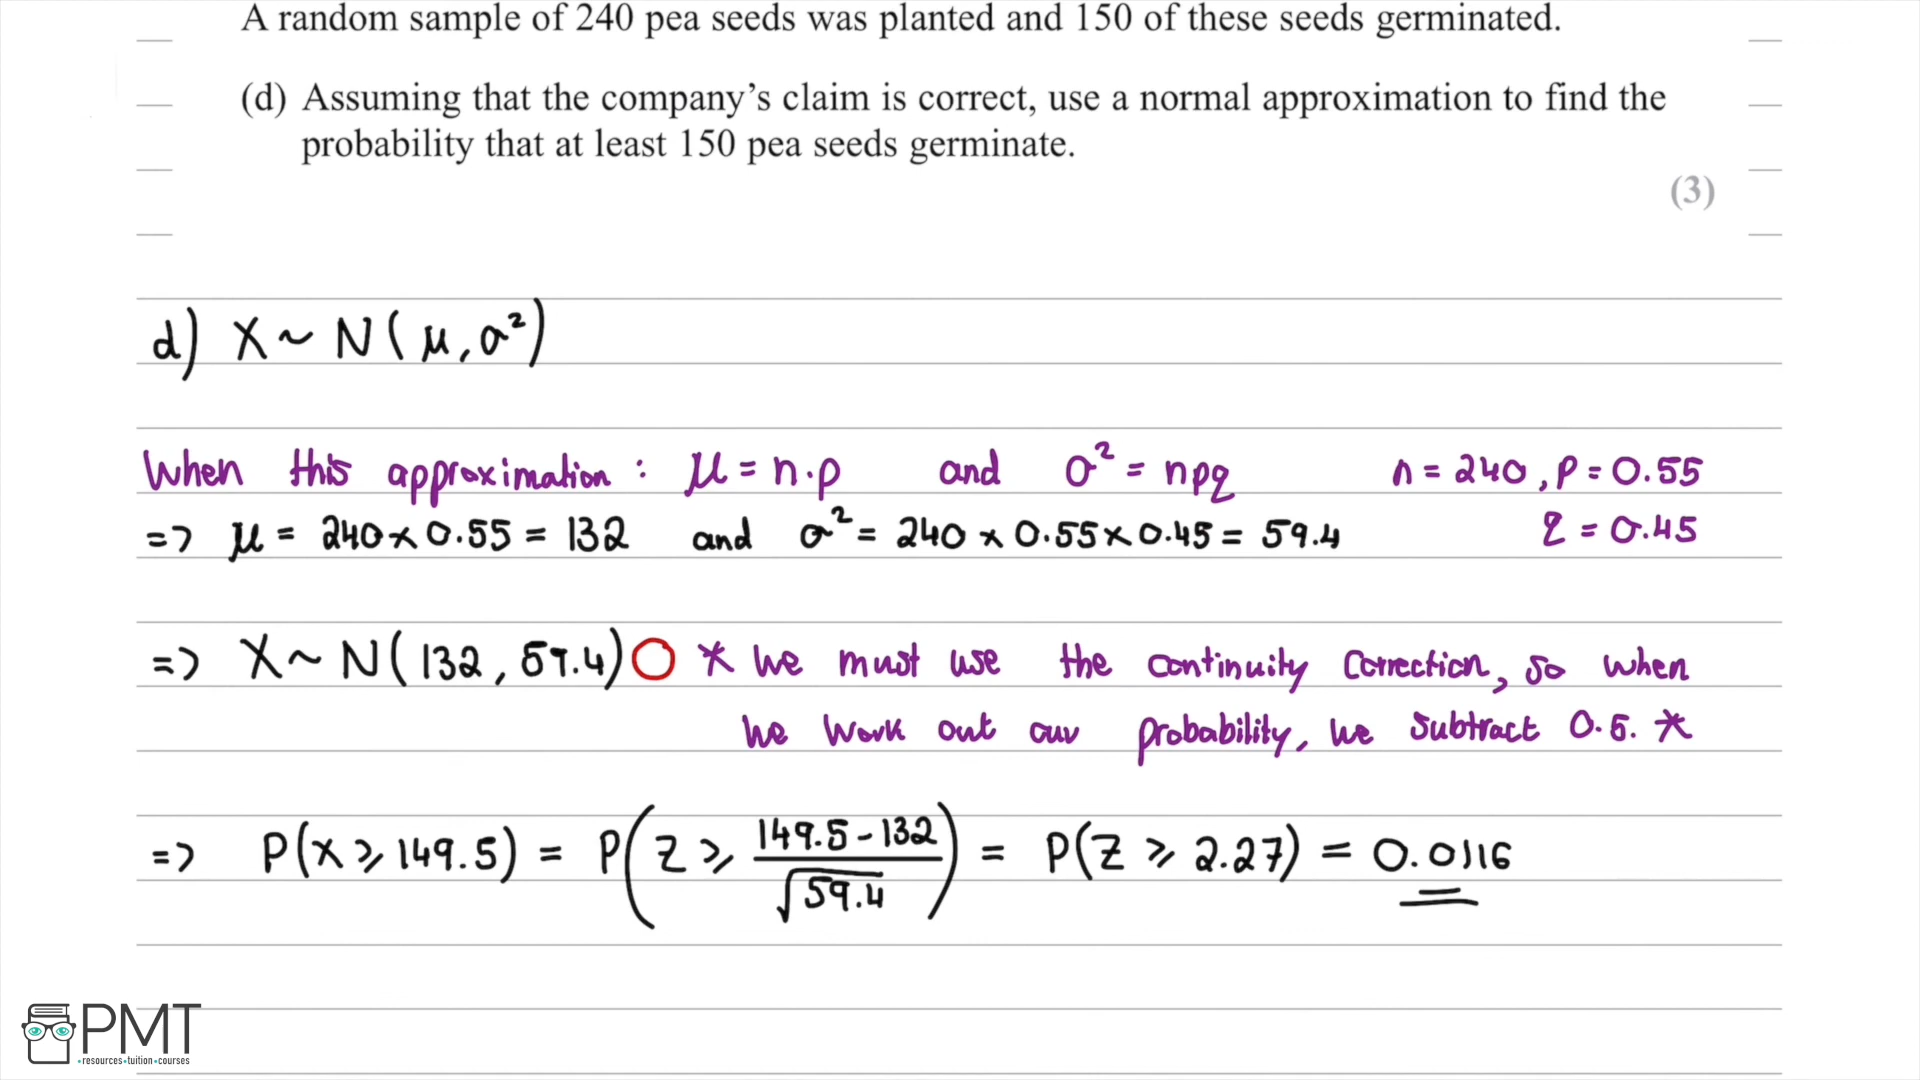 A random sample of 240 pea seeds was planted and 150 of these seeds germinated.
(d) Assuming that the company's claim is correct, use a normal approximation to find the
probability that at least 150 pea seeds germinate.
(3)
d) X ~ N(μ, σ²)
When this approximation : μ = n·p and σ² = npq n = 240, p = 0.55
=> μ = 240 × 0.55 = 132 and σ² = 240 × 0.55 × 0.45 = 59.4 q = 0.45
=> X ~ N(132, 59.4) * We must use the continuity correction, so when
we work out our probability, we subtract 0.5. *
=> P(X ≥ 149.5) = P(Z ≥ (149.5 - 132)/√59.4) = P(Z ≥ 2.27) = 0.0116
PMT
•resources•tuition•courses